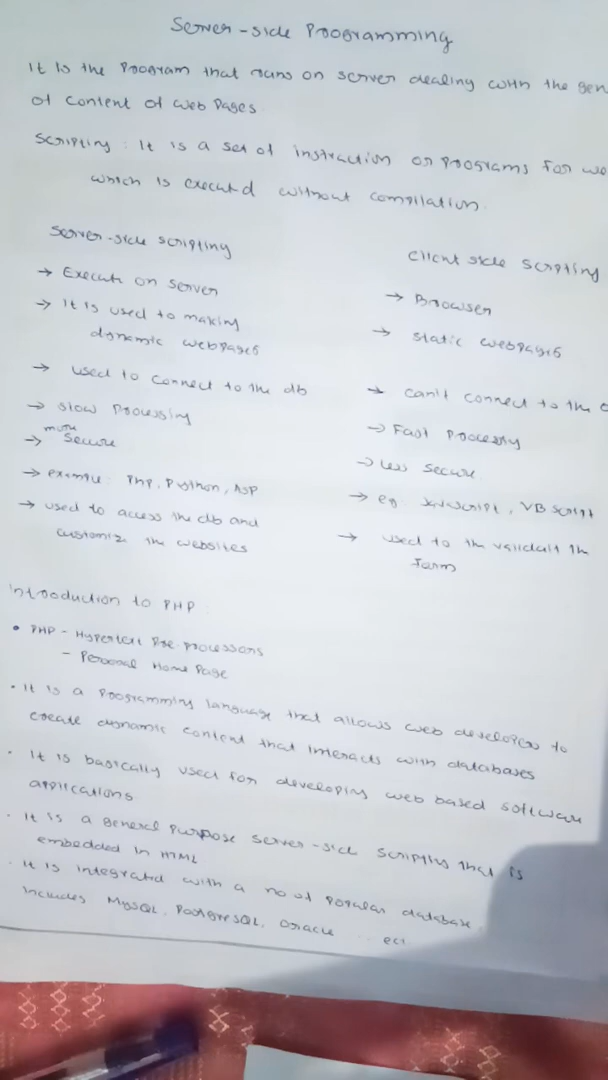 Server-side Programming
It Is the Program that runs on server dealing with the gen
of content of web Pages
Scripting : It is a set of instraction or Programs for we
which is executd without compilation.
Server-side scripting
→ Execute on server
→ It is used to making
dynamic webpages
→ used to connect to the db
→ slow Processing
more
→ Secure
→ example: Php, Python, ASP
→ used to access the db and
customize the websites
client side scripting
→ Browser
→ static webpages
→ can't connect to the
→ Fast Processing
→ less secure
→ eg Javascript, VB script
→ used to the validate the
form
Introduction to PHP
• PHP - Hypertext Pre-processors
- Personal Home Page
• It is a Programming language that allows web developers to
create dynamic content that interacts with databases
• It is basically used for developing web based software
applications
• It is a general Purpose server-side scripting that is
embedded in HTML
• It is integrated with a no of Popular database
includes MySQL, PostgreSQL, Oracle ... ect